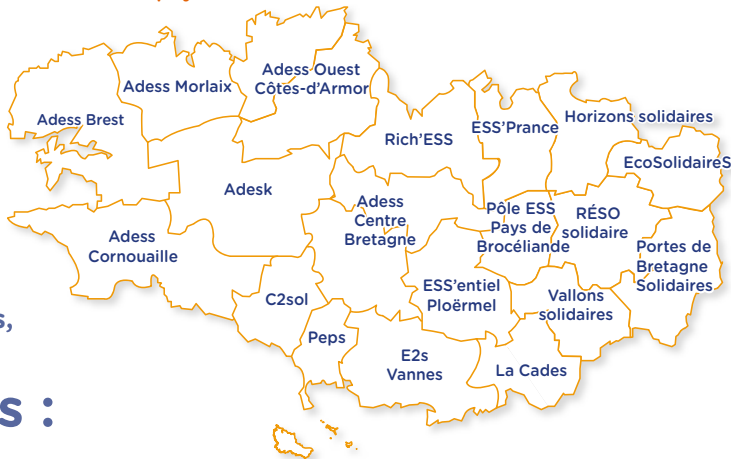 Adess Ouest
Côtes-d'Armor
Adess Morlaix
Adess Brest
Rich'ESS
ESS'Prance
Horizons solidaires
EcoSolidaireS
Adesk
Adess
Centre
Bretagne
Pôle ESS
Pays de
Brocéliande
RÉSO
solidaire
Adess
Cornouaille
Portes de
Bretagne
Solidaires
C2sol
ESS'entiel
Ploërmel
Vallons
solidaires
Peps
E2s
Vannes
La Cades
s,
s :